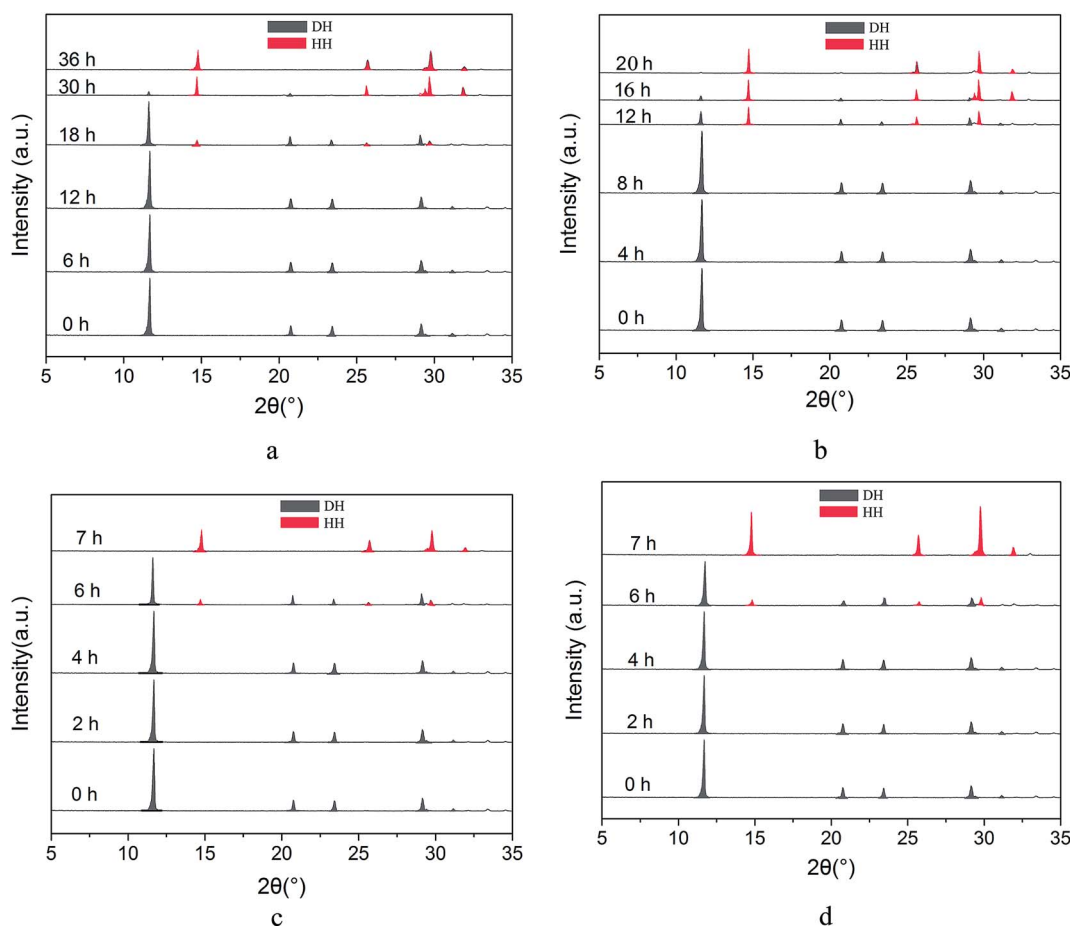 DH
HH
36 h
30 h
18 h
12 h
6 h
0 h
Intensity (a.u.)
5 10 15 20 25 30 35
2θ(°)
a
DH
HH
20 h
16 h
12 h
8 h
4 h
0 h
Intensity (a.u.)
5 10 15 20 25 30 35
2θ(°)
b
DH
HH
7 h
6 h
4 h
2 h
0 h
Intensity(a.u.)
5 10 15 20 25 30 35
2θ(°)
c
DH
HH
7 h
6 h
4 h
2 h
0 h
Intensity (a.u.)
5 10 15 20 25 30 35
2θ(°)
d